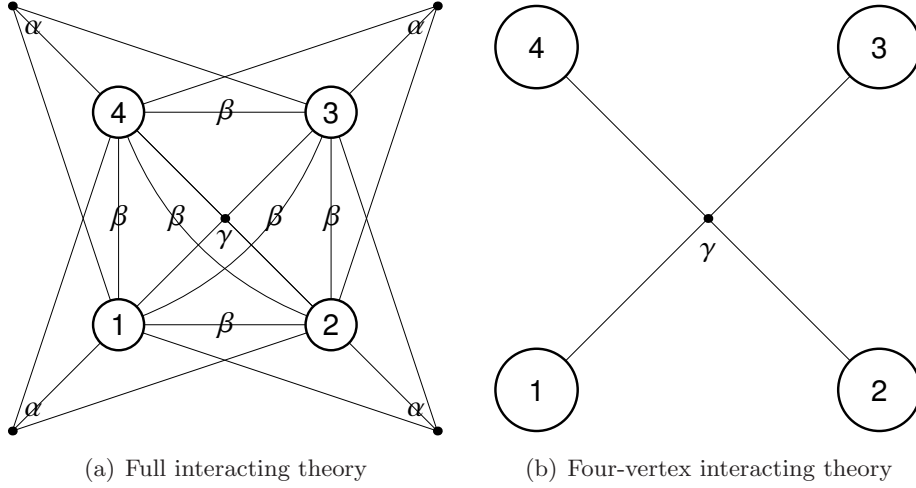 α α
4 β 3
β β β β
γ
1 β 2
α α
(a) Full interacting theory
4 3
γ
1 2
(b) Four-vertex interacting theory